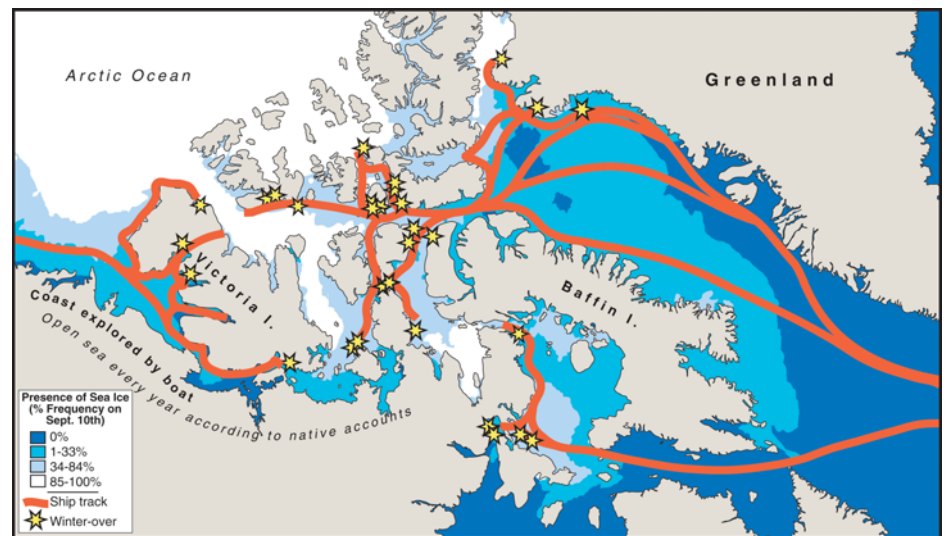 Arctic Ocean
Greenland
Victoria I.
Baffin I.
Coast explored by boat
Open sea every year according to native accounts
Presence of Sea Ice
(% Frequency on
Sept. 10th)
0%
1-33%
34-84%
85-100%
Ship track
Winter-over